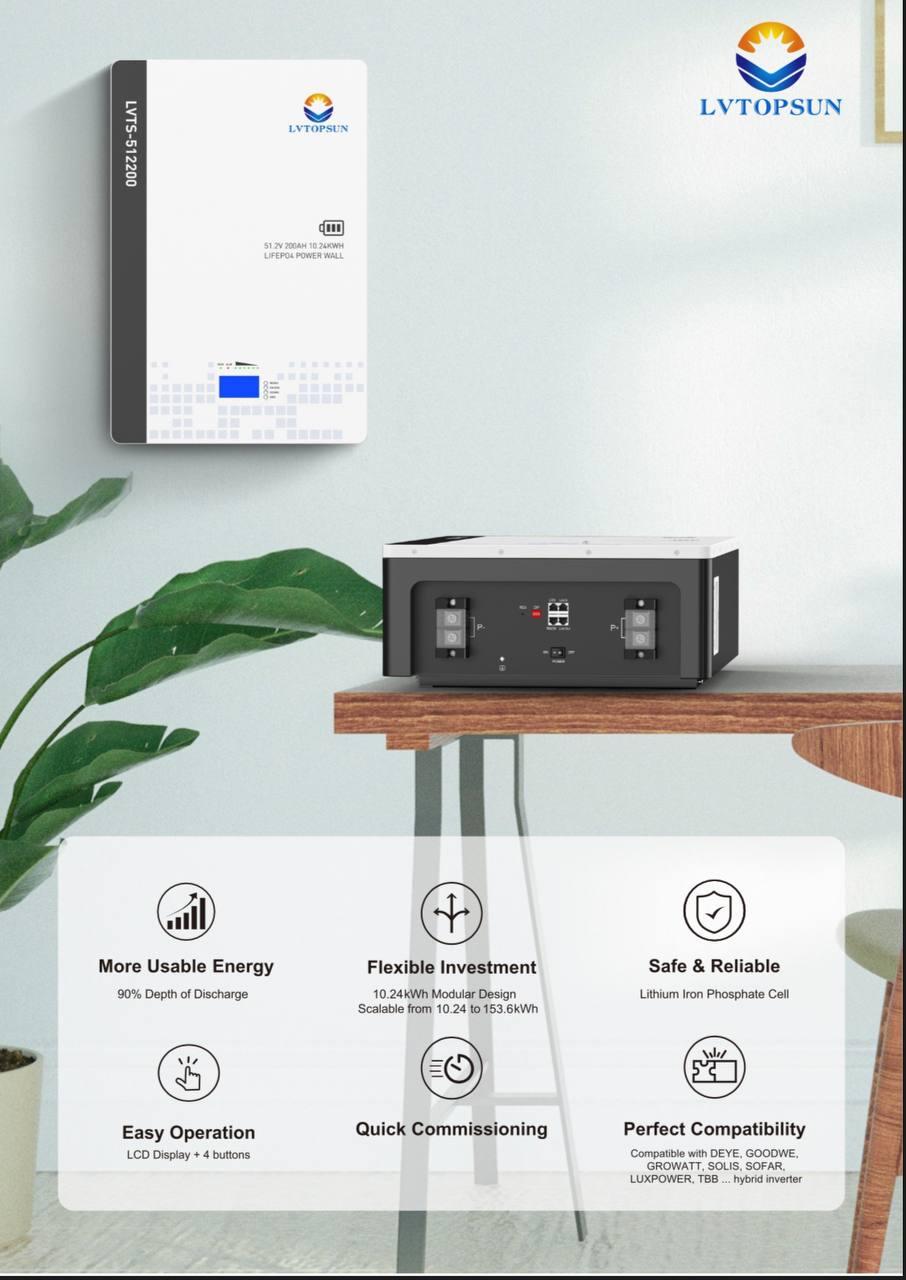 LVTOPSUN
LVTS-512200
LVTOPSUN
51.2V 200AH 10.24KWH
LIFEPO4 POWER WALL
P-
P+
POWER
More Usable Energy
90% Depth of Discharge
Flexible Investment
10.24kWh Modular Design
Scalable from 10.24 to 153.6kWh
Safe & Reliable
Lithium Iron Phosphate Cell
Easy Operation
LCD Display + 4 buttons
Quick Commissioning
Perfect Compatibility
Compatible with DEYE, GOODWE,
GROWATT, SOLIS, SOFAR,
LUXPOWER, TBB ... hybrid inverter